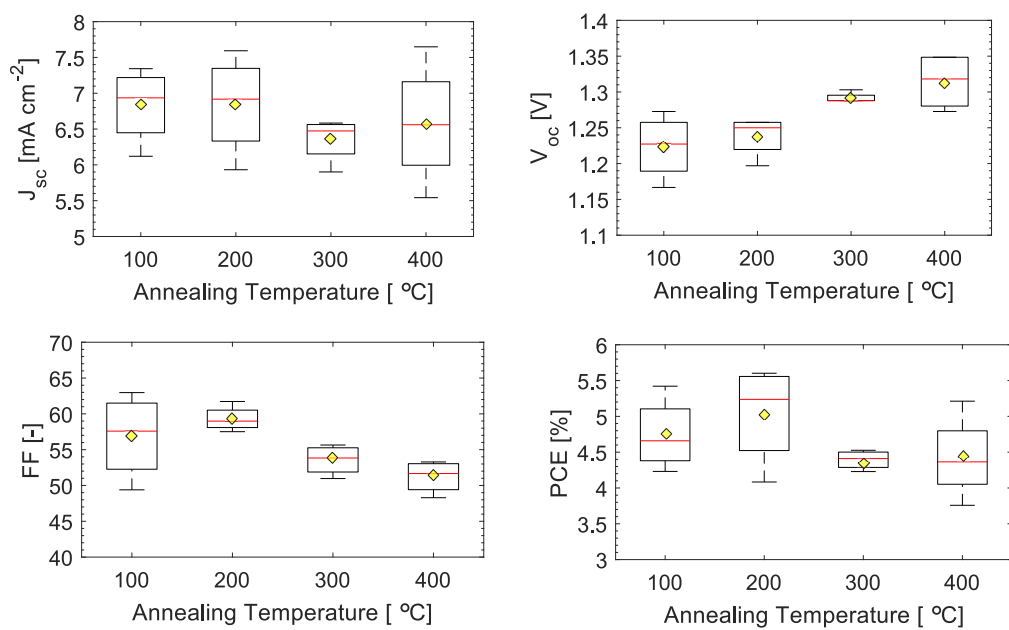 J_sc [mA cm^-2]
8
7.5
7
6.5
6
5.5
5
100 200 300 400
Annealing Temperature [ ºC]
V_oc [V]
1.4
1.35
1.3
1.25
1.2
1.15
1.1
100 200 300 400
Annealing Temperature [ ºC]
FF [-]
70
65
60
55
50
45
40
100 200 300 400
Annealing Temperature [ ºC]
PCE [%]
6
5.5
5
4.5
4
3.5
3
100 200 300 400
Annealing Temperature [ ºC]